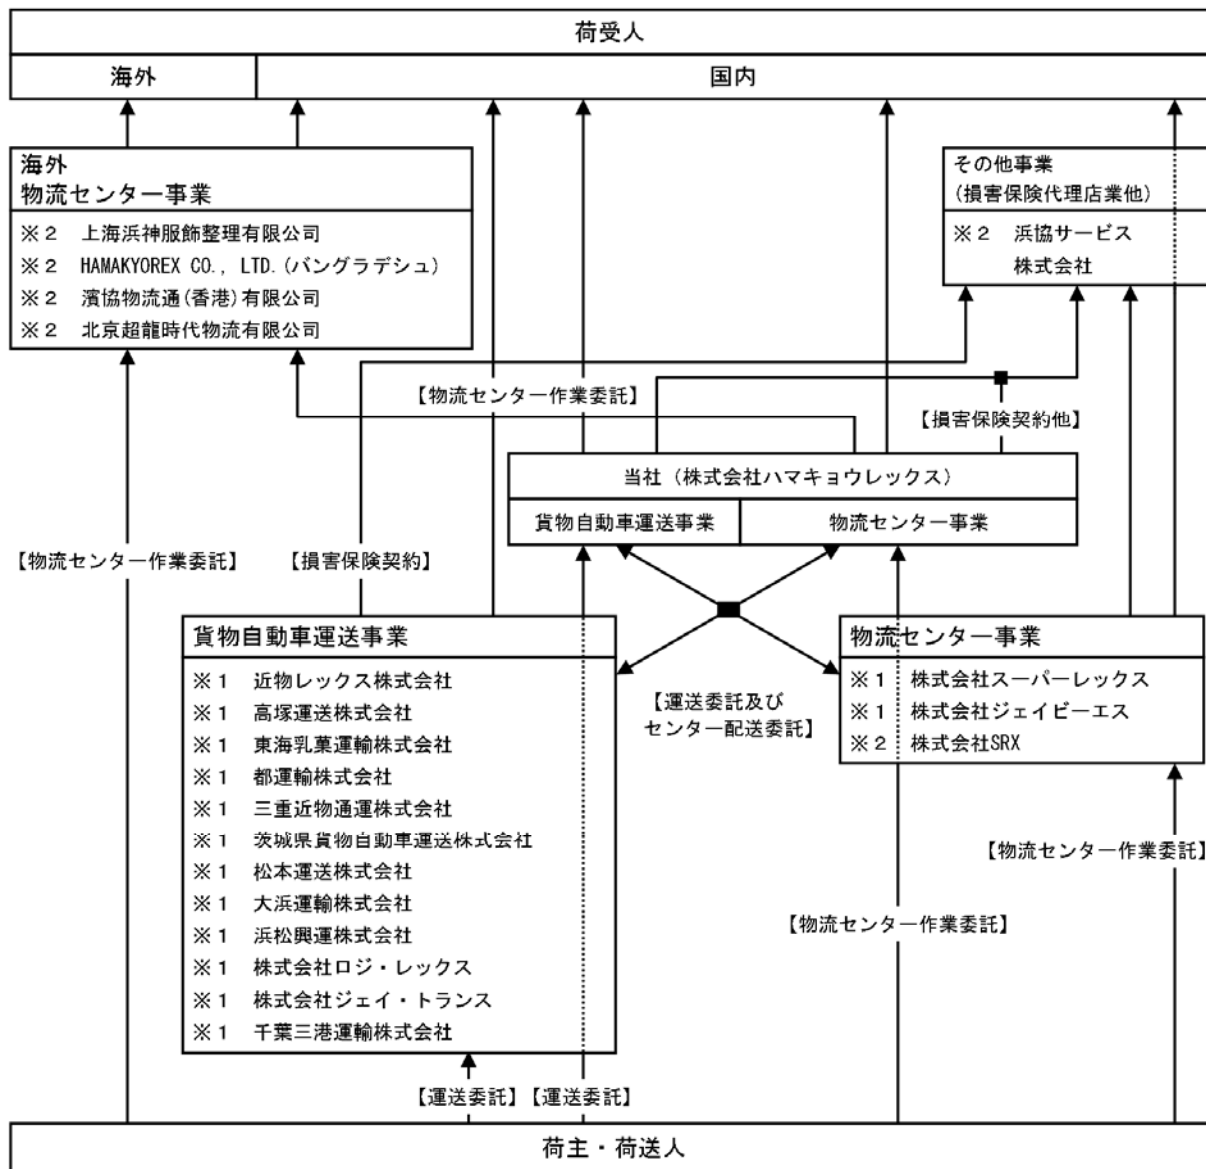 荷受人
海外
国内
海外
物流センター事業
※2 上海浜神服飾整理有限公司
※2 HAMAKYOREX CO., LTD.(バングラデシュ)
※2 濱協物流通(香港)有限公司
※2 北京超龍時代物流有限公司
その他事業
(損害保険代理店業他)
※2 浜協サービス
株式会社
【物流センター作業委託】
【損害保険契約他】
当社(株式会社ハマキョウレックス)
貨物自動車運送事業
物流センター事業
【物流センター作業委託】
【損害保険契約】
貨物自動車運送事業
※1 近物レックス株式会社
※1 高塚運送株式会社
※1 東海乳菓運輸株式会社
※1 都運輸株式会社
※1 三重近物通運株式会社
※1 茨城県貨物自動車運送株式会社
※1 松本運送株式会社
※1 大浜運輸株式会社
※1 浜松興運株式会社
※1 株式会社ロジ・レックス
※1 株式会社ジェイ・トランス
※1 千葉三港運輸株式会社
【運送委託及び
センター配送委託】
物流センター事業
※1 株式会社スーパーレックス
※1 株式会社ジェイビーエス
※2 株式会社SRX
【物流センター作業委託】
【物流センター作業委託】
【運送委託】
【運送委託】
荷主・荷送人